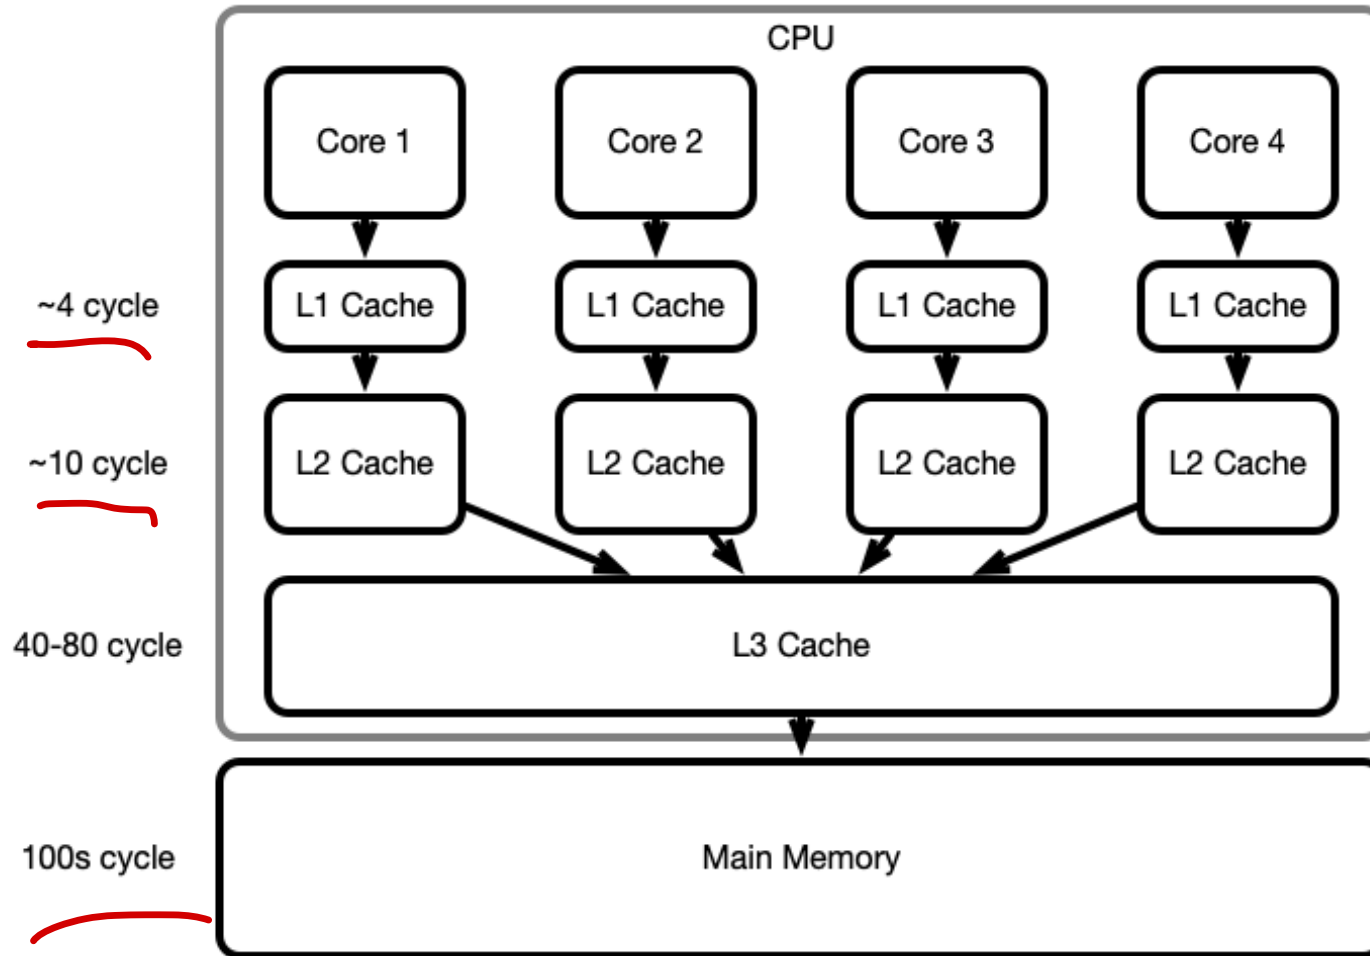 CPU
Core 1
Core 2
Core 3
Core 4
~4 cycle
L1 Cache
L1 Cache
L1 Cache
L1 Cache
~10 cycle
L2 Cache
L2 Cache
L2 Cache
L2 Cache
40-80 cycle
L3 Cache
100s cycle
Main Memory